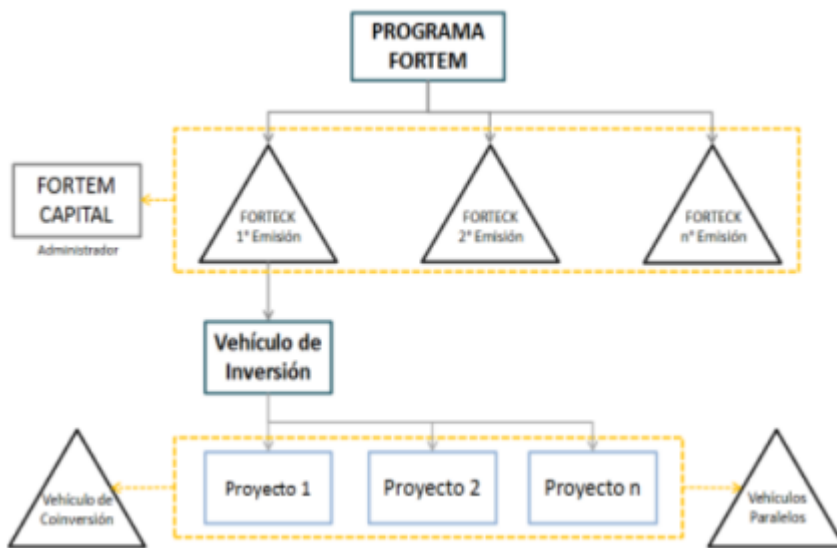 PROGRAMA
FORTEM
FORTEM
CAPITAL
Administrador
FORTECK
1° Emisión
FORTECK
2° Emisión
FORTECK
n° Emisión
Vehículo de
Inversión
Vehículo de
Coinversión
Proyecto 1
Proyecto 2
Proyecto n
Vehículos
Paralelos